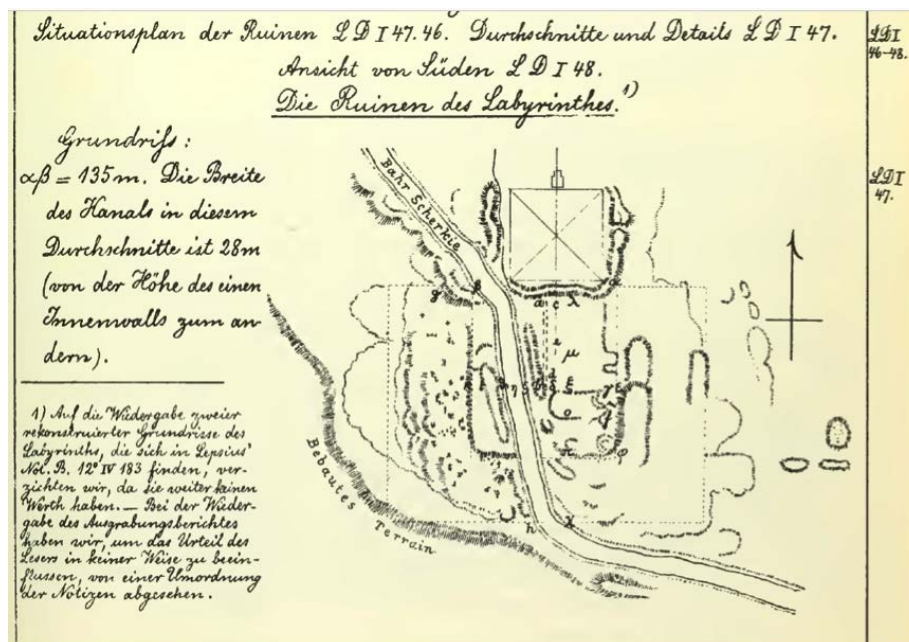 Situationsplan der Ruinen LD I 47.46. Durchschnitte und Details LD I 47.
Ansicht von Süden LD I 48.
Die Ruinen des Labyrinthes.¹⁾
LDI
46-48.
Grundriſs:
αβ = 135m. Die Breite
des Kanals in diesem
Durchschnitte ist 28m
(von der Höhe des einen
Innenwalls zum an-
dern).
LDI
47.
Bahr Scherkie
Bebautes Terrain
1) Auf die Wiedergabe zweier
rekonstruierter Grundrisse des
Labyrinths, die sich in Lepsius'
Not. B. 12° IV 183 finden, ver-
zichten wir, da sie weiter keinen
Werth haben. — Bei der Wieder-
gabe des Ausgrabungsberichtes
haben wir, um das Urteil des
Lesers in keiner Weise zu beein-
flussen, von einer Umordnung
der Notizen abgesehen.